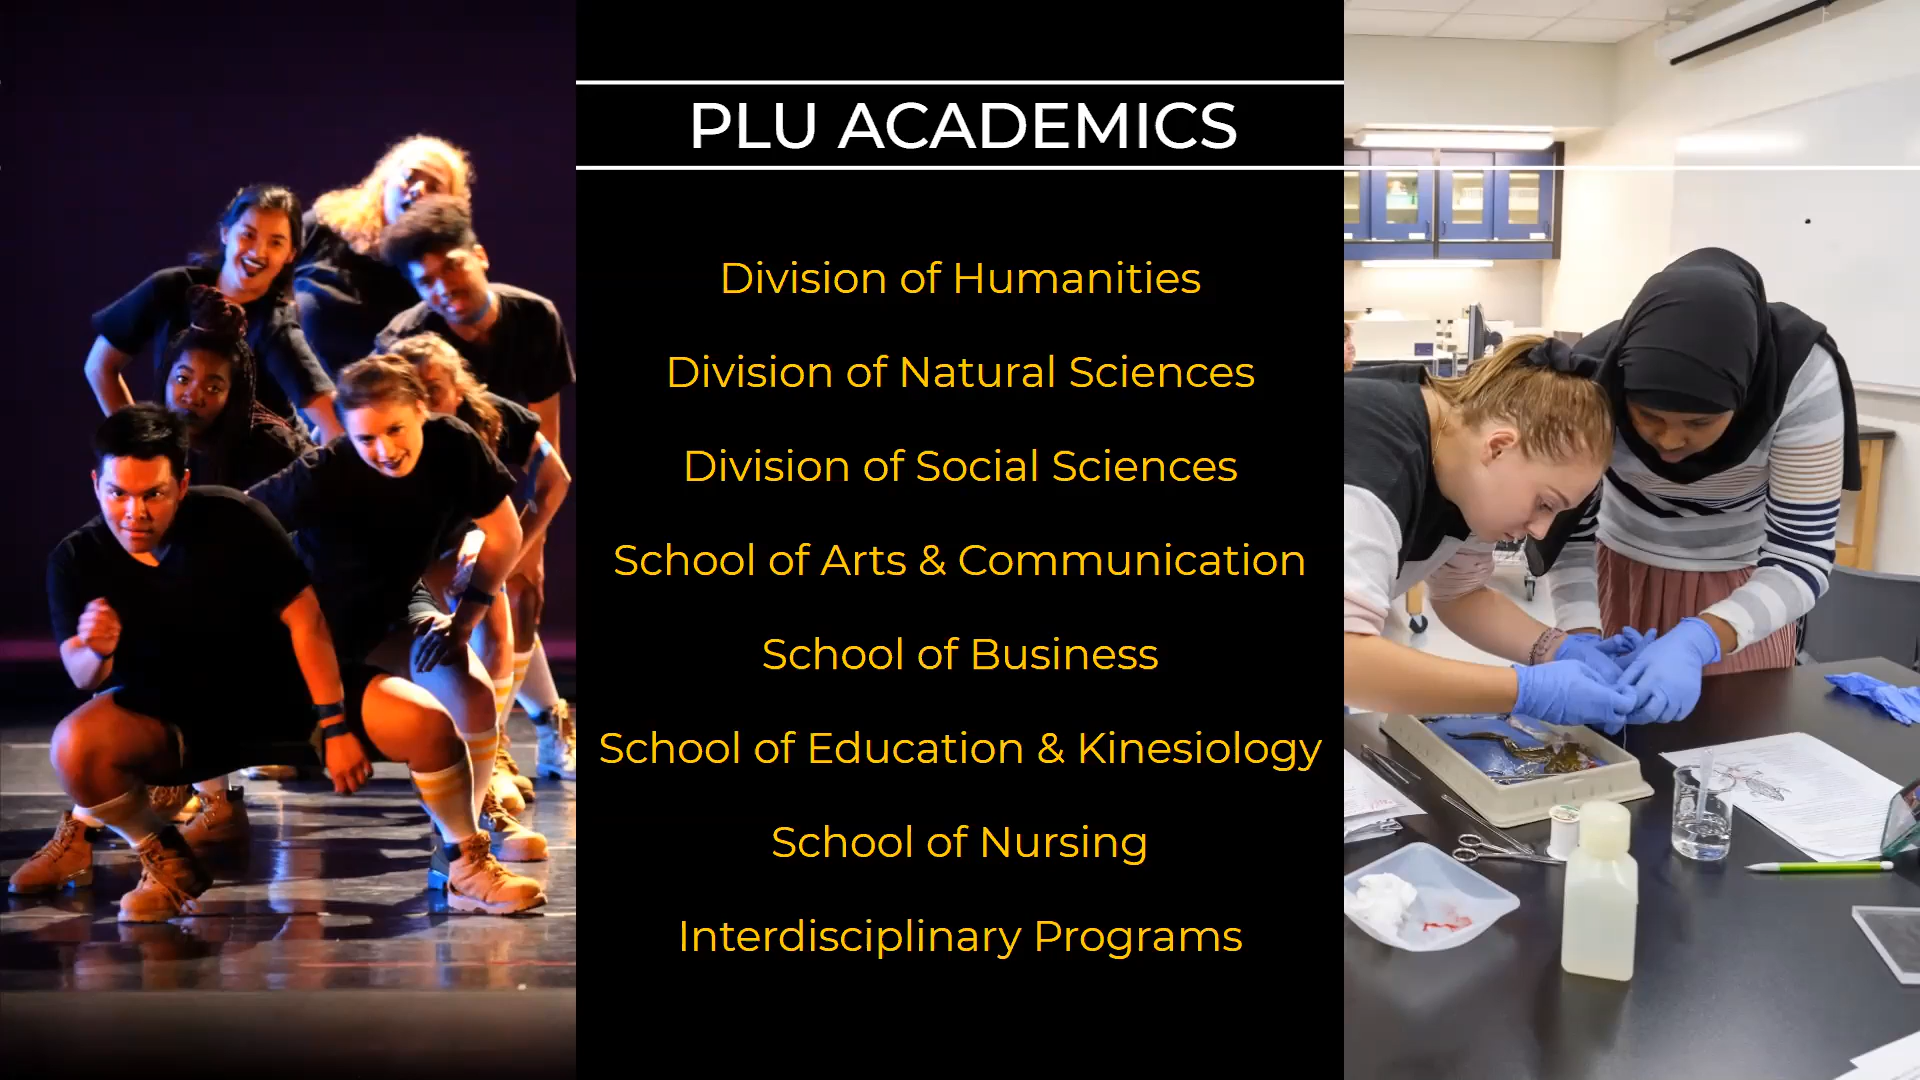 PLU ACADEMICS
Division of Humanities
Division of Natural Sciences
Division of Social Sciences
School of Arts & Communication
School of Business
School of Education & Kinesiology
School of Nursing
Interdisciplinary Programs